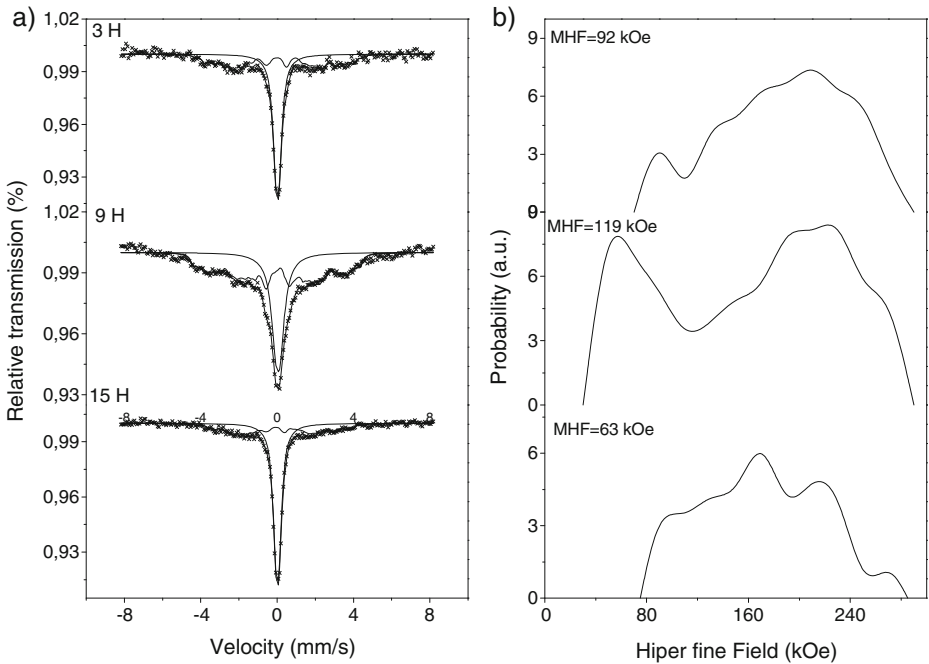 a)
1,02
3 H
0,99
0,96
0,93
1,02
9 H
0,99
0,96
0,93
15 H
-8 -4 0 4 8
0,99
0,96
0,93
-8 -4 0 4 8
Velocity (mm/s)
Relative transmission (%)
b)
9
MHF=92 kOe
6
3
0
9
MHF=119 kOe
6
3
0
MHF=63 kOe
6
3
0
0 80 160 240
Hiper fine Field (kOe)
Probability (a.u.)